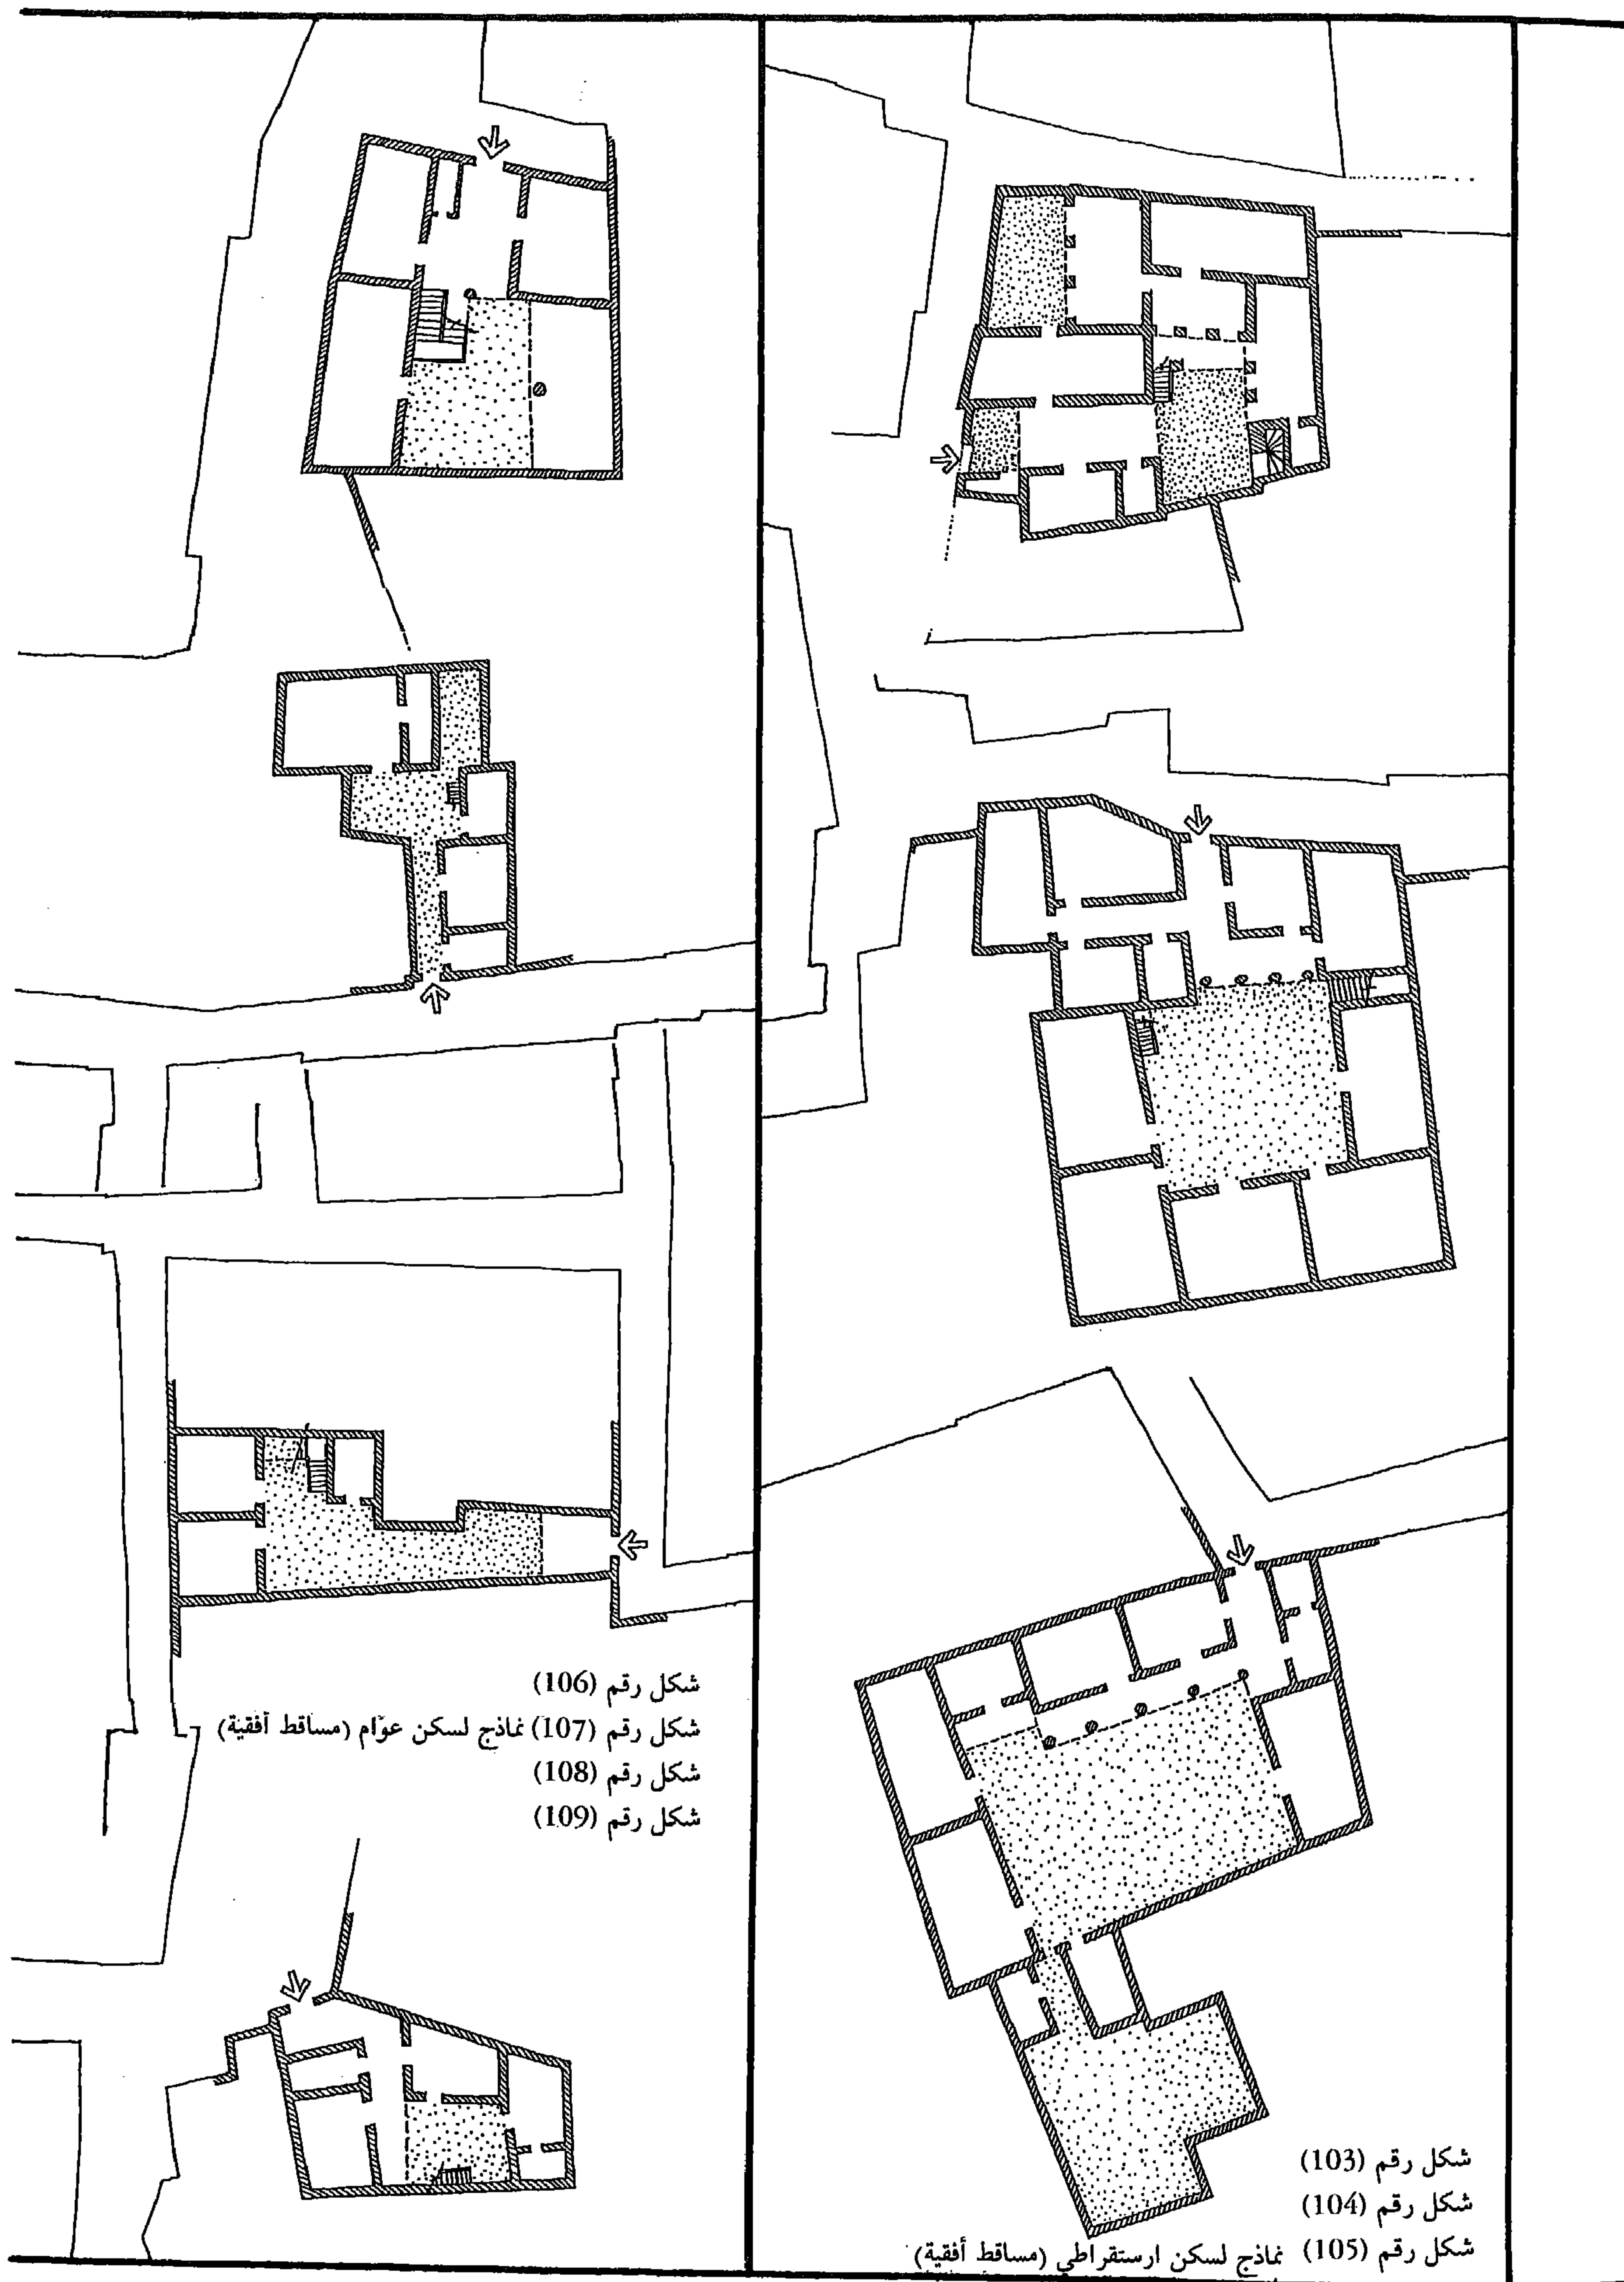 شكل رقم (103)
شكل رقم (104)
شكل رقم (105) نماذج لسكن ارستقراطي (مساقط أفقية)
شكل رقم (106)
شكل رقم (107) نماذج لسكن عوّام (مساقط أفقية)
شكل رقم (108)
شكل رقم (109)